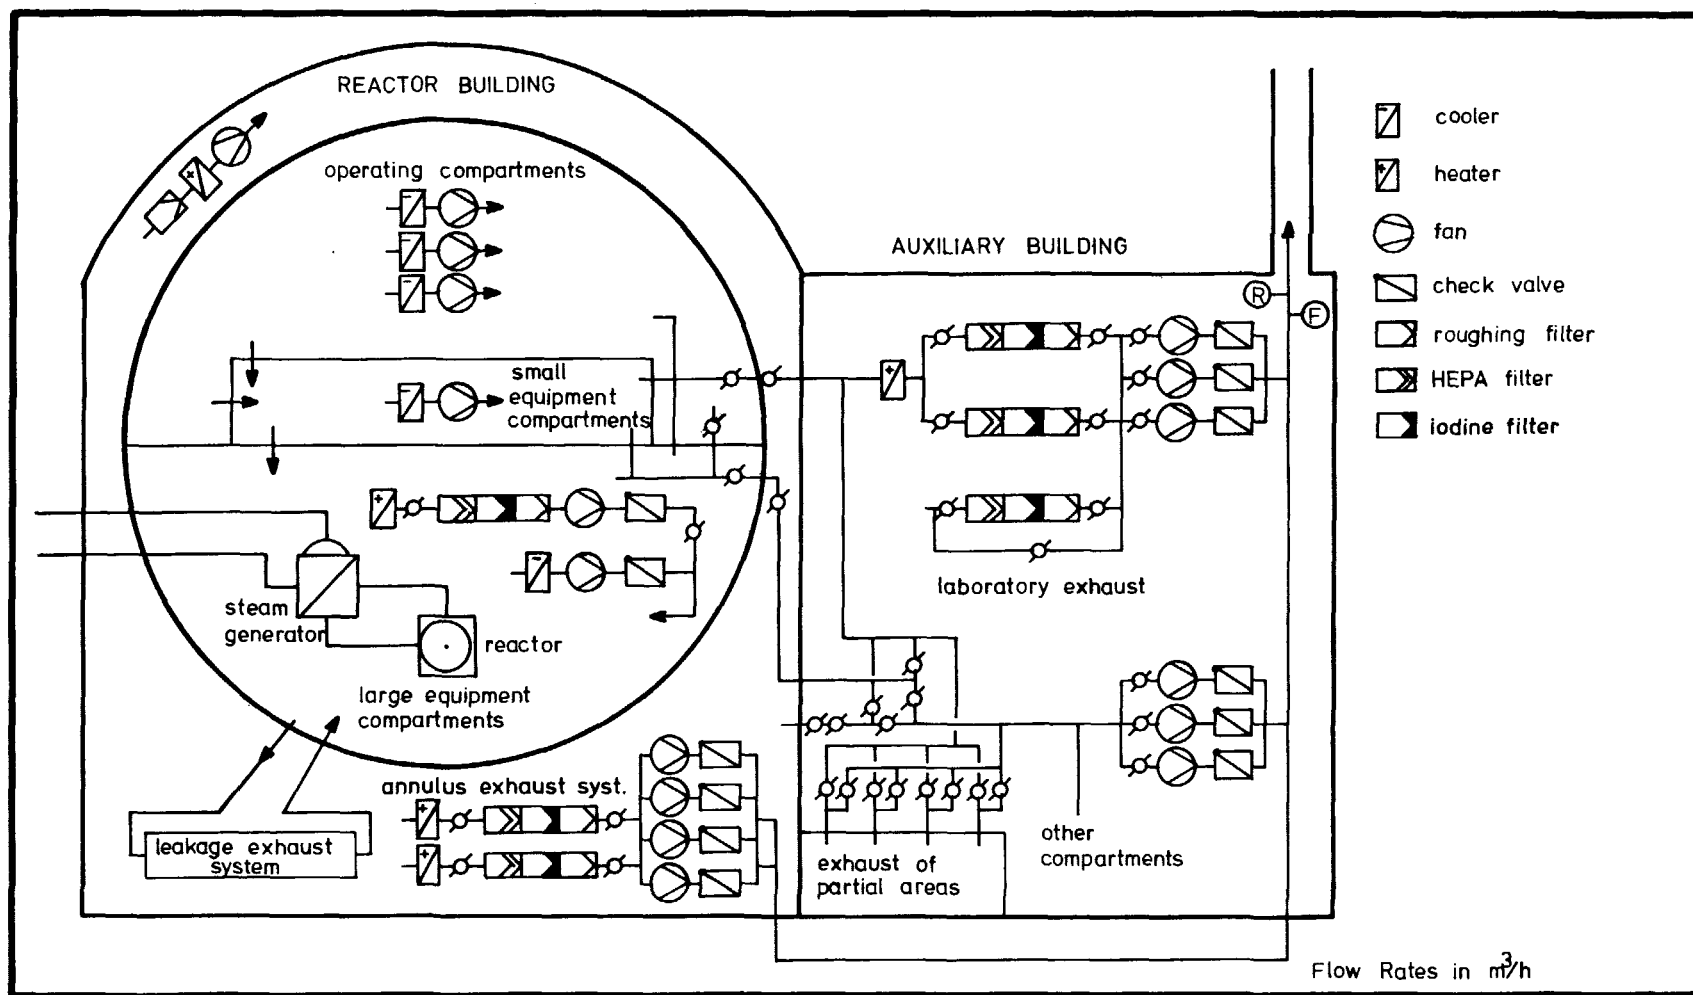 REACTOR BUILDING
operating compartments
small
equipment
compartments
steam
generator
reactor
large equipment
compartments
annulus exhaust syst.
leakage exhaust
system
AUXILIARY BUILDING
R
F
laboratory exhaust
exhaust of
partial areas
other
compartments
cooler
heater
fan
check valve
roughing filter
HEPA filter
iodine filter
Flow Rates in m³/h